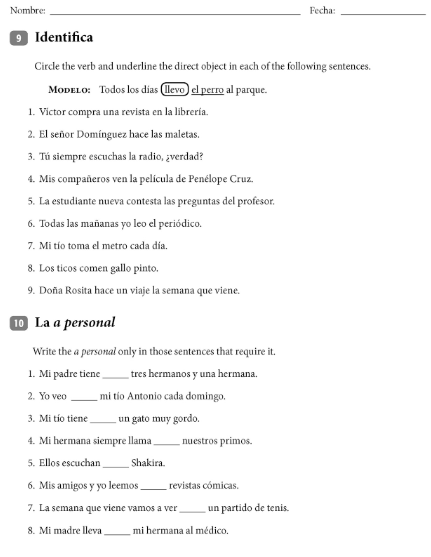 Nombre: ______________________________ Fecha: ______________
9 Identifica
Circle the verb and underline the direct object in each of the following sentences.
MODELO: Todos los días llevo el perro al parque.
1. Víctor compra una revista en la librería.
2. El señor Domínguez hace las maletas.
3. Tú siempre escuchas la radio, ¿verdad?
4. Mis compañeros ven la película de Penélope Cruz.
5. La estudiante nueva contesta las preguntas del profesor.
6. Todas las mañanas yo leo el periódico.
7. Mi tío toma el metro cada día.
8. Los ticos comen gallo pinto.
9. Doña Rosita hace un viaje la semana que viene.
10 La a personal
Write the a personal only in those sentences that require it.
1. Mi padre tiene _____ tres hermanos y una hermana.
2. Yo veo _____ mi tío Antonio cada domingo.
3. Mi tío tiene _____ un gato muy gordo.
4. Mi hermana siempre llama _____ nuestros primos.
5. Ellos escuchan _____ Shakira.
6. Mis amigos y yo leemos _____ revistas cómicas.
7. La semana que viene vamos a ver _____ un partido de tenis.
8. Mi madre lleva _____ mi hermana al médico.